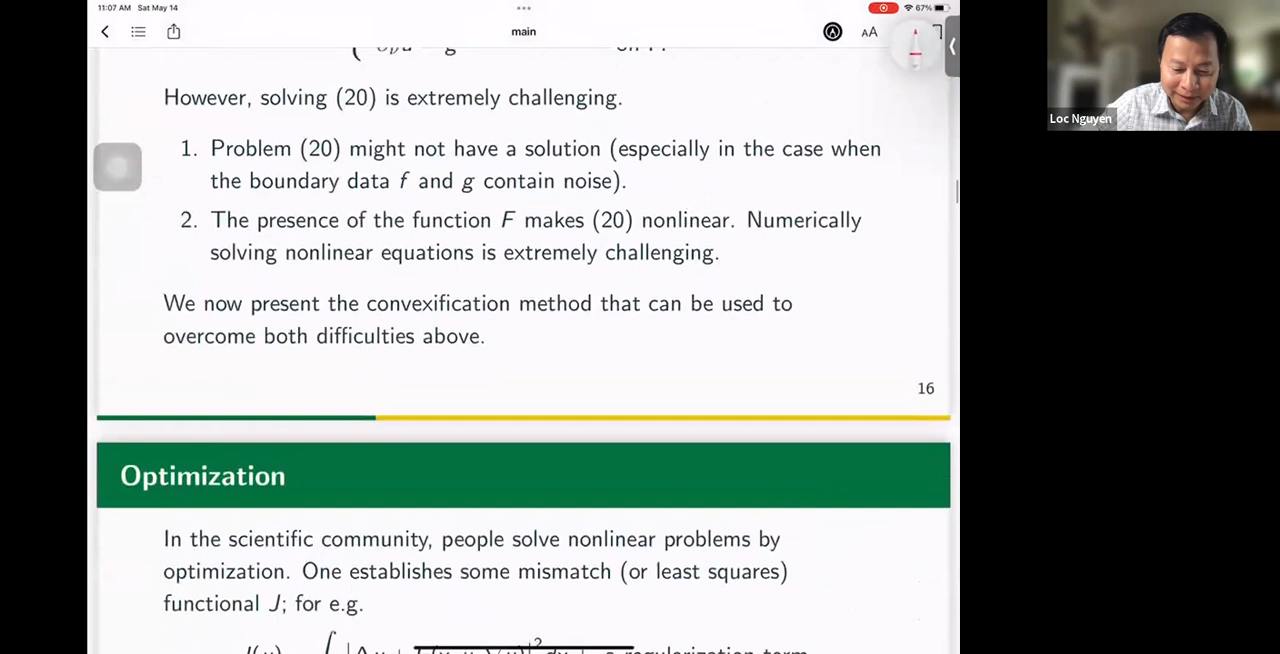 11:07 AM Sat May 14
67%
main
AA
g
on
However, solving (20) is extremely challenging.
1. Problem (20) might not have a solution (especially in the case when
the boundary data f and g contain noise).
2. The presence of the function F makes (20) nonlinear. Numerically
solving nonlinear equations is extremely challenging.
We now present the convexification method that can be used to
overcome both difficulties above.
16
Optimization
In the scientific community, people solve nonlinear problems by
optimization. One establishes some mismatch (or least squares)
functional J; for e.g.
a regularization term
Loc Nguyen